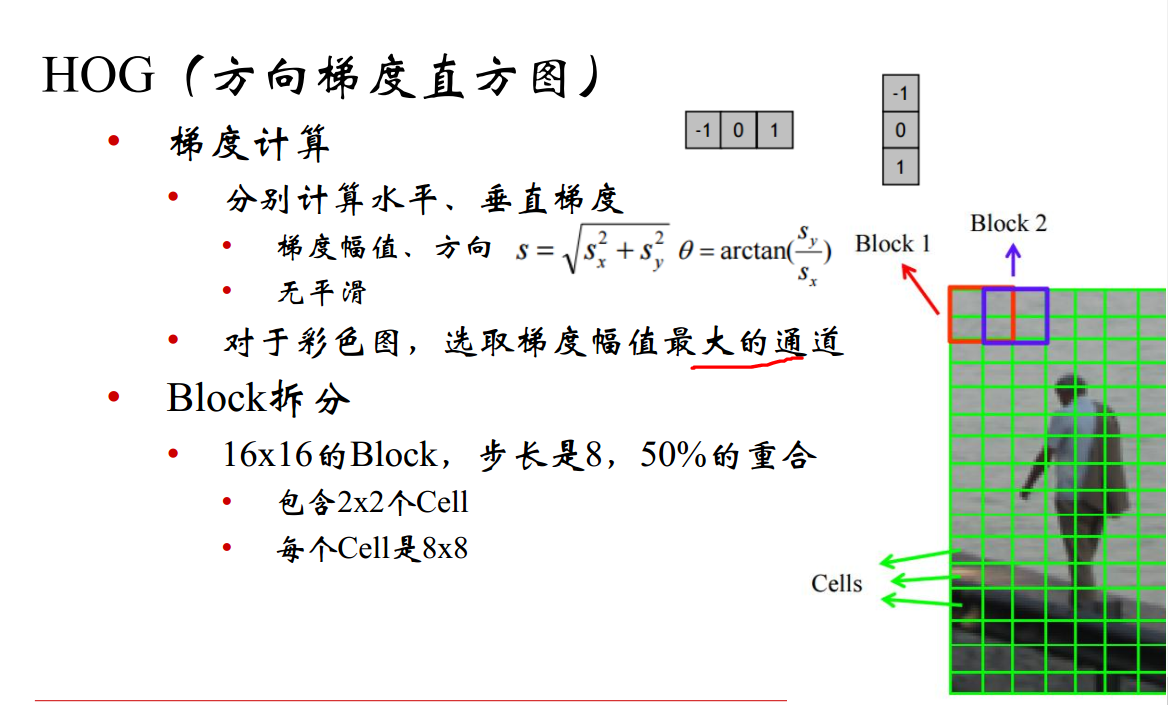 HOG（方向梯度直方图）
-1 0 1
-1
0
1
• 梯度计算
• 分别计算水平、垂直梯度
• 梯度幅值、方向 s = √(s_x^2 + s_y^2) θ = arctan(s_y/s_x)
• 无平滑
• 对于彩色图，选取梯度幅值最大的通道
• Block拆分
• 16x16的Block，步长是8，50%的重合
• 包含2x2个Cell
• 每个Cell是8x8
Block 1
Block 2
Cells